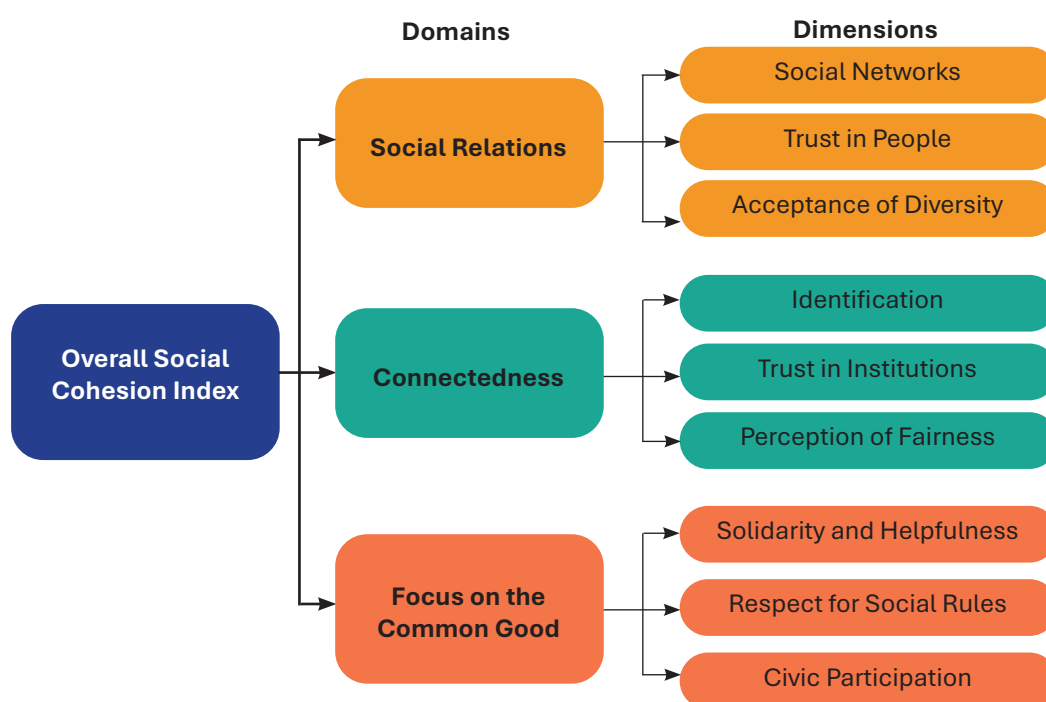 Domains
Dimensions
Overall Social
Cohesion Index
Social Relations
Social Networks
Trust in People
Acceptance of Diversity
Connectedness
Identification
Trust in Institutions
Perception of Fairness
Focus on the
Common Good
Solidarity and Helpfulness
Respect for Social Rules
Civic Participation